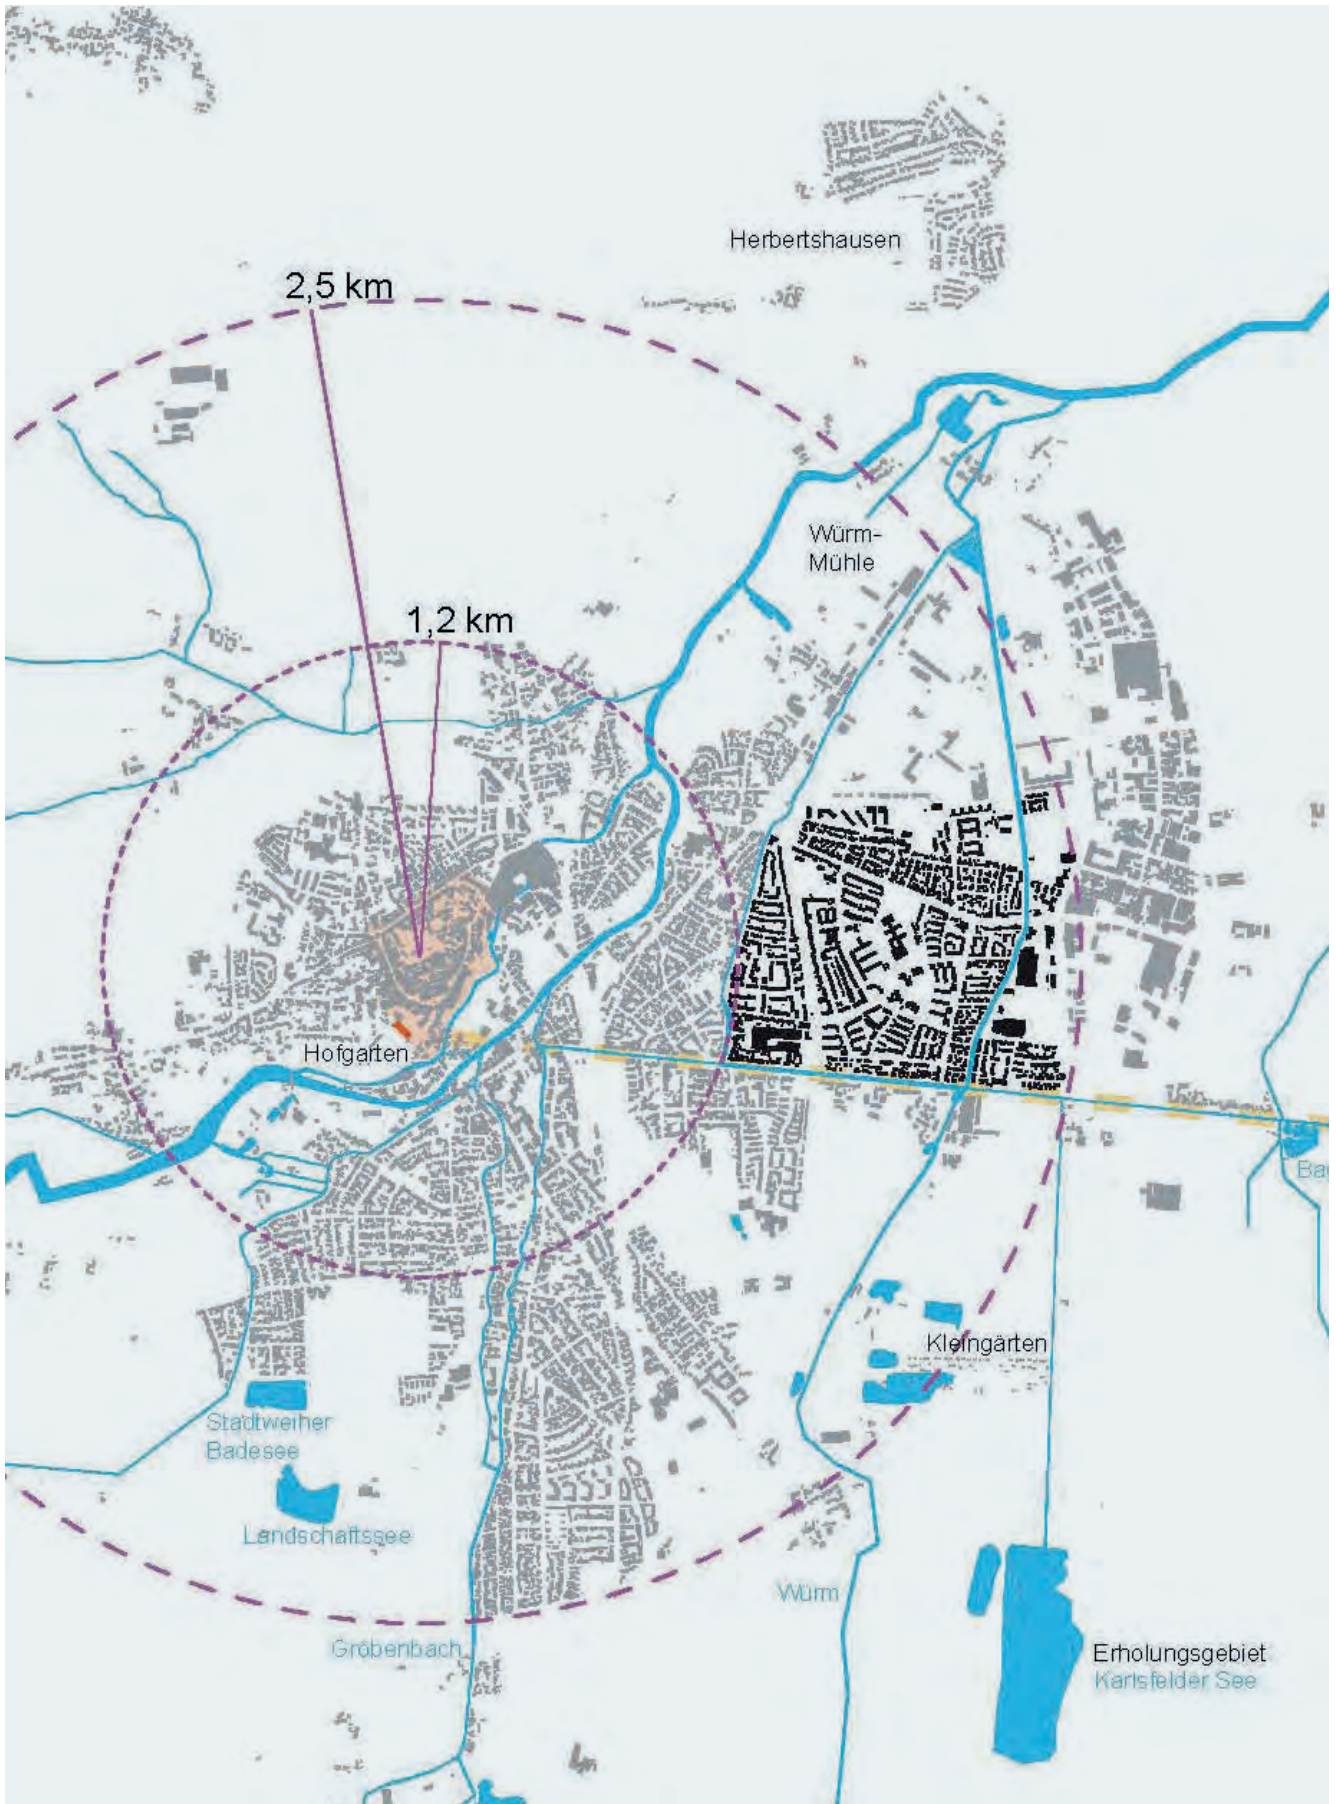 Herbertshausen
2,5 km
Würm-
Mühle
1,2 km
Hofgarten
Kleingärten
Stadtweiher
Badesee
Landschaftssee
Würm
Gröbenbach
Erholungsgebiet
Karlsfelder See